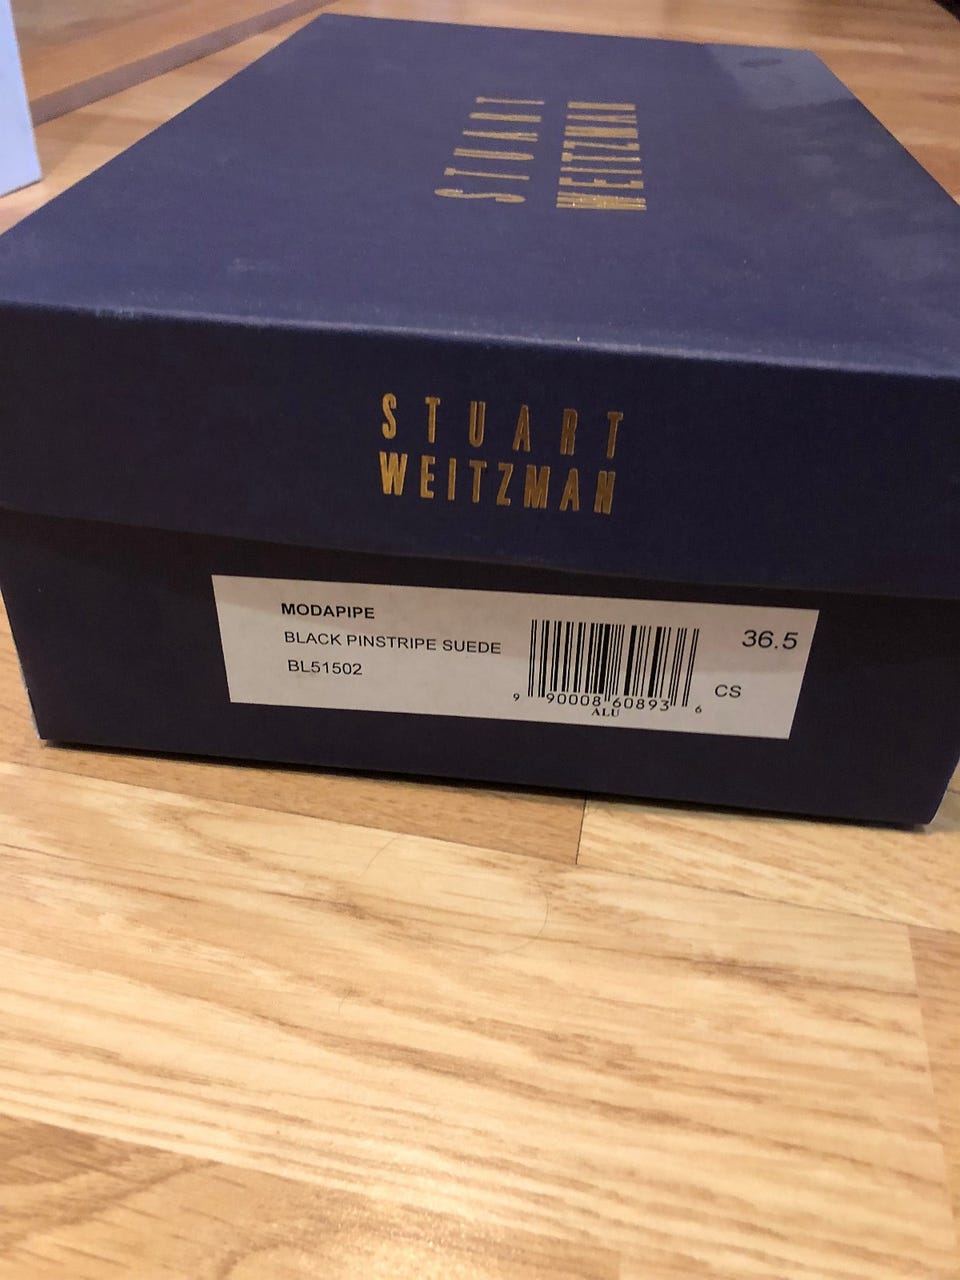 STUART
WEITZMAN
STUART
WEITZMAN
MODAPIPE
BLACK PINSTRIPE SUEDE
BL51502
9 90008 60893 6
ALU
36.5
CS